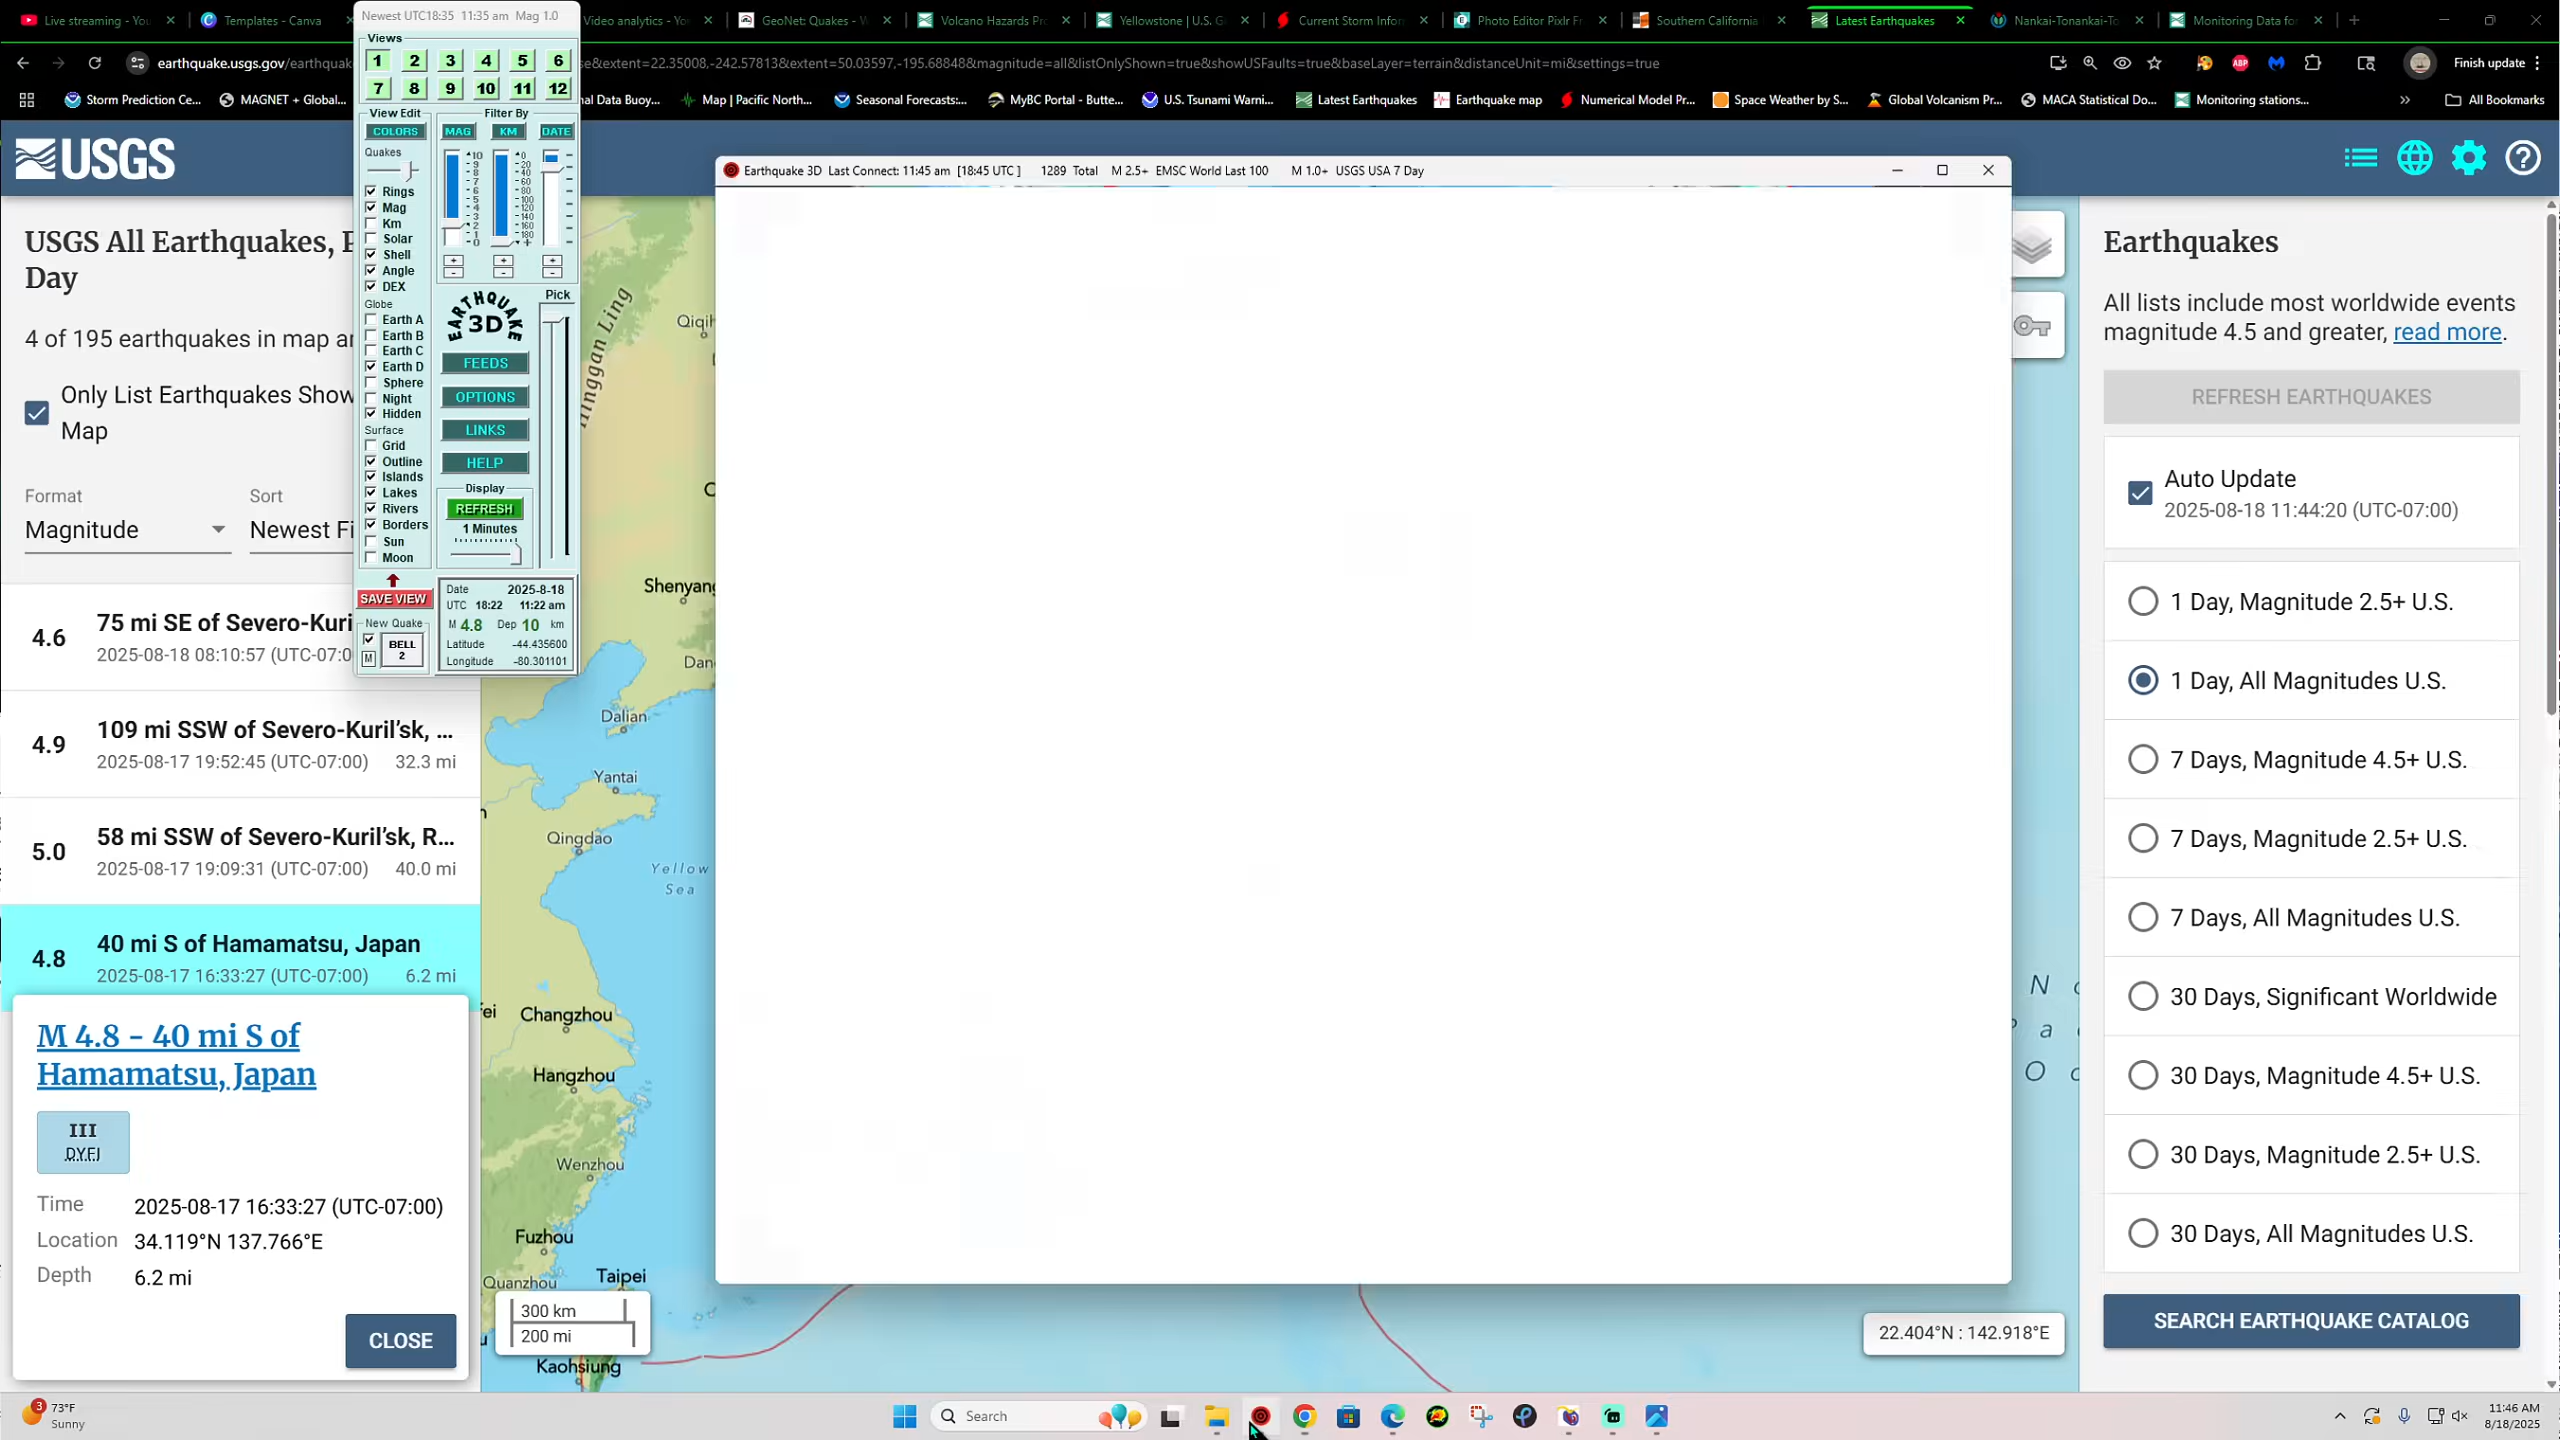 Live streaming - You
Templates - Canva
Newest UTC18:35 11:35 am Mag 1.0
Video analytics - Yo
GeoNet: Quakes - W
Volcano Hazards Pr
Yellowstone | U.S. G
Current Storm Infor
Photo Editor Pixlr Fr
Southern California
Latest Earthquakes
Nankai-Tonankai-To
Monitoring Data for
earthquake.usgs.gov/earthquak
se&extent=22.35008,-242.57813&extent=50.03597,-195.68848&magnitude=all&listOnlyShown=true&showUSFaults=true&baseLayer=terrain&distanceUnit=mi&settings=true
Finish update
Storm Prediction Ce...
MAGNET + Global...
nal Data Buoy...
Map | Pacific North...
Seasonal Forecasts:...
MyBC Portal - Butte...
U.S. Tsunami Warni...
Latest Earthquakes
Earthquake map
Numerical Model Pr...
Space Weather by S...
Global Volcanism Pr...
MACA Statistical Do...
Monitoring stations...
All Bookmarks
USGS
USGS All Earthquakes, P
Day
4 of 195 earthquakes in map ar
Only List Earthquakes Show
Map
Format
Sort
Magnitude
Newest Fi
4.6
75 mi SE of Severo-Kuri
2025-08-18 08:10:57 (UTC-07:0
4.9
109 mi SSW of Severo-Kuril’sk, ...
2025-08-17 19:52:45 (UTC-07:00) 32.3 mi
5.0
58 mi SSW of Severo-Kuril’sk, R...
2025-08-17 19:09:31 (UTC-07:00) 40.0 mi
4.8
40 mi S of Hamamatsu, Japan
2025-08-17 16:33:27 (UTC-07:00) 6.2 mi
M 4.8 - 40 mi S of
Hamamatsu, Japan
III
DYFI
Time 2025-08-17 16:33:27 (UTC-07:00)
Location 34.119°N 137.766°E
Depth 6.2 mi
CLOSE
Views
1 2 3 4 5 6
7 8 9 10 11 12
View Edit
Filter By
COLORS
MAG KM DATE
Quakes
Rings
Mag
Km
Solar
Shell
Angle
DEX
Globe
Earth A
Earth B
Earth C
Earth D
Sphere
Night
Hidden
Surface
Grid
Outline
Islands
Lakes
Rivers
Borders
Sun
Moon
SAVE VIEW
New Quake
M
BELL
2
Pick
EARTHQUAKE
3D
FEEDS
OPTIONS
LINKS
HELP
Display
REFRESH
1 Minutes
Date 2025-8-18
UTC 18:22 11:22 am
M 4.8 Dep 10 km
Latitude -44.435600
Longitude -80.301101
Earthquake 3D Last Connect: 11:45 am [18:45 UTC ] 1289 Total M 2.5+ EMSC World Last 100 M 1.0+ USGS USA 7 Day
Qiqih
hinggan Ling
Shenyang
Dan
Dalian
Yantai
Qingdao
Yellow
Sea
Changzhou
Hangzhou
Wenzhou
Fuzhou
Quanzhou
Taipei
Kaohsiung
300 km
200 mi
22.404°N : 142.918°E
Earthquakes
All lists include most worldwide events
magnitude 4.5 and greater, read more.
REFRESH EARTHQUAKES
Auto Update
2025-08-18 11:44:20 (UTC-07:00)
1 Day, Magnitude 2.5+ U.S.
1 Day, All Magnitudes U.S.
7 Days, Magnitude 4.5+ U.S.
7 Days, Magnitude 2.5+ U.S.
7 Days, All Magnitudes U.S.
30 Days, Significant Worldwide
30 Days, Magnitude 4.5+ U.S.
30 Days, Magnitude 2.5+ U.S.
30 Days, All Magnitudes U.S.
SEARCH EARTHQUAKE CATALOG
3
73°F
Sunny
Search
11:46 AM
8/18/2025